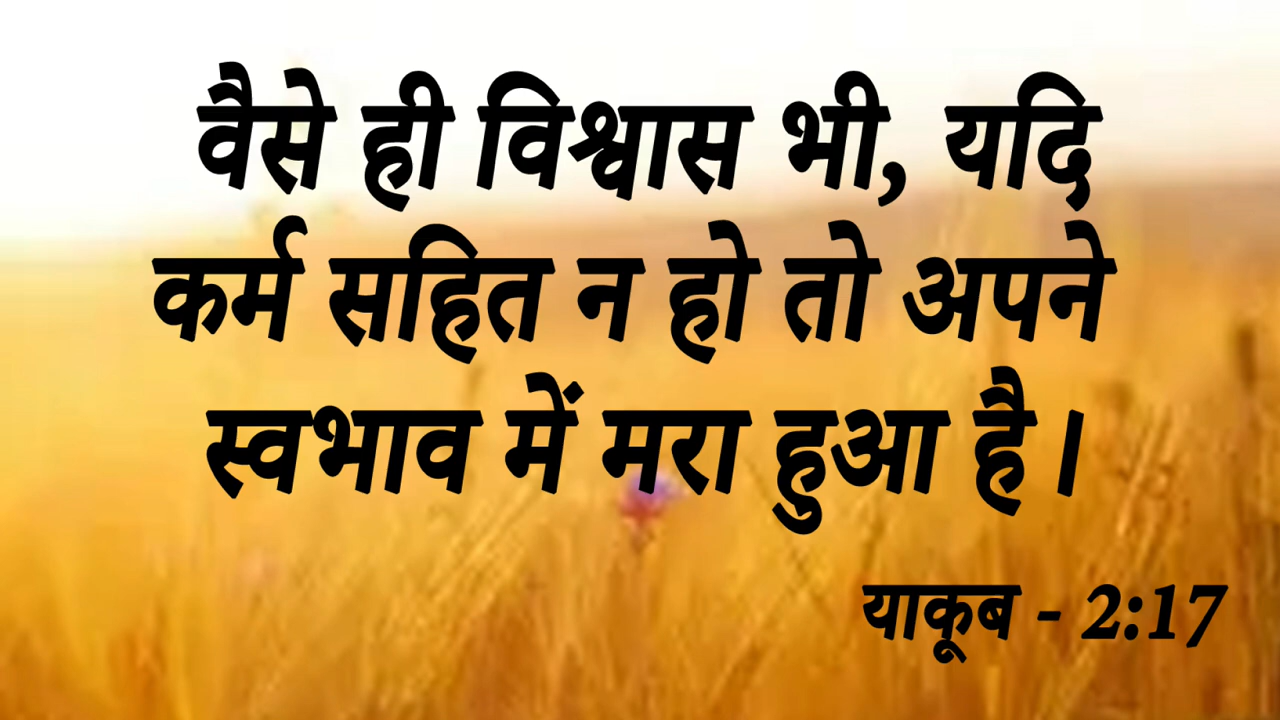 वैसे ही विश्वास भी, यदि
कर्म सहित न हो तो अपने
स्वभाव में मरा हुआ है।
याकूब - 2:17